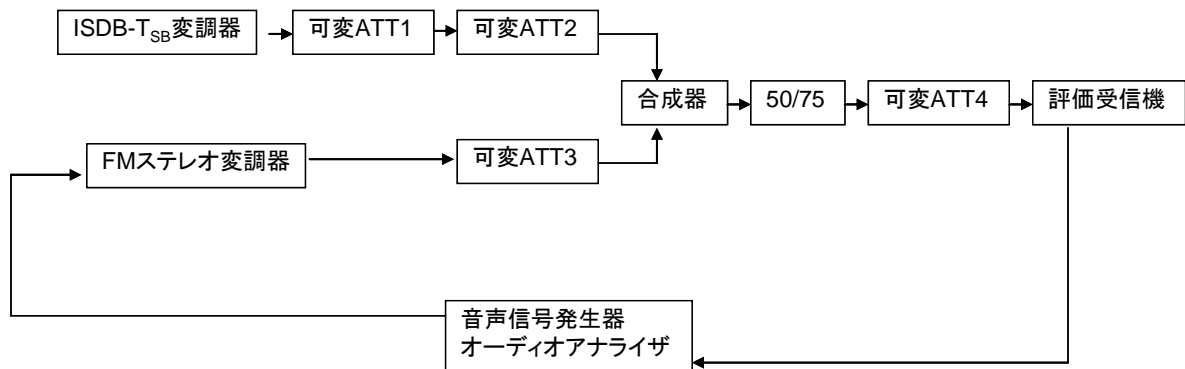 ISDB-TSB変調器
可変ATT1
可変ATT2
合成器
50/75
可変ATT4
評価受信機
FMステレオ変調器
可変ATT3
音声信号発生器
オーディオアナライザ